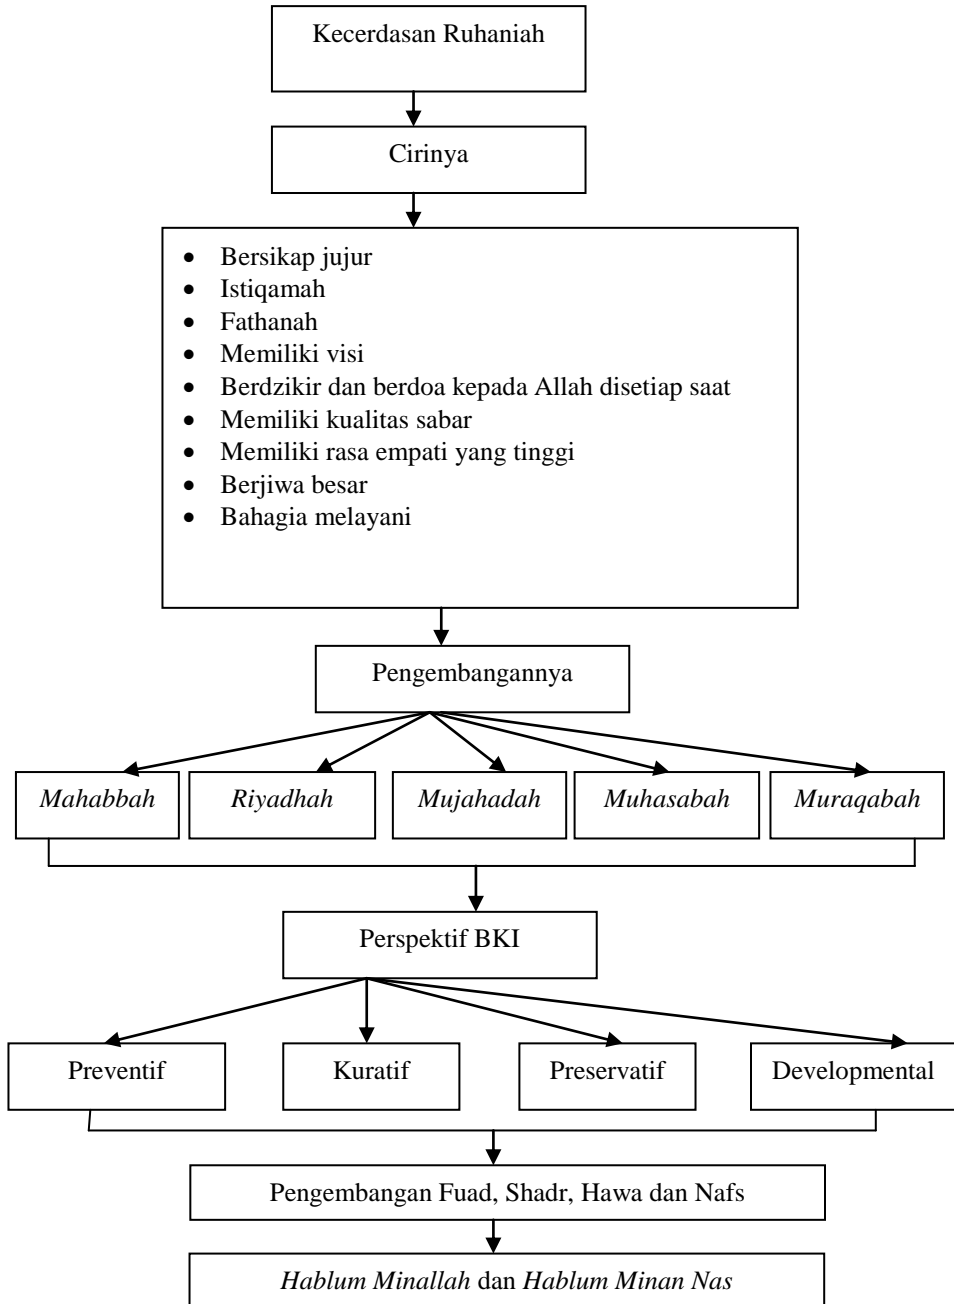 Kecerdasan Ruhaniah
Cirinya
• Bersikap jujur
• Istiqamah
• Fathanah
• Memiliki visi
• Berdzikir dan berdoa kepada Allah disetiap saat
• Memiliki kualitas sabar
• Memiliki rasa empati yang tinggi
• Berjiwa besar
• Bahagia melayani
Pengembangannya
Mahabbah
Riyadhah
Mujahadah
Muhasabah
Muraqabah
Perspektif BKI
Preventif
Kuratif
Preservatif
Developmental
Pengembangan Fuad, Shadr, Hawa dan Nafs
Hablum Minallah dan Hablum Minan Nas